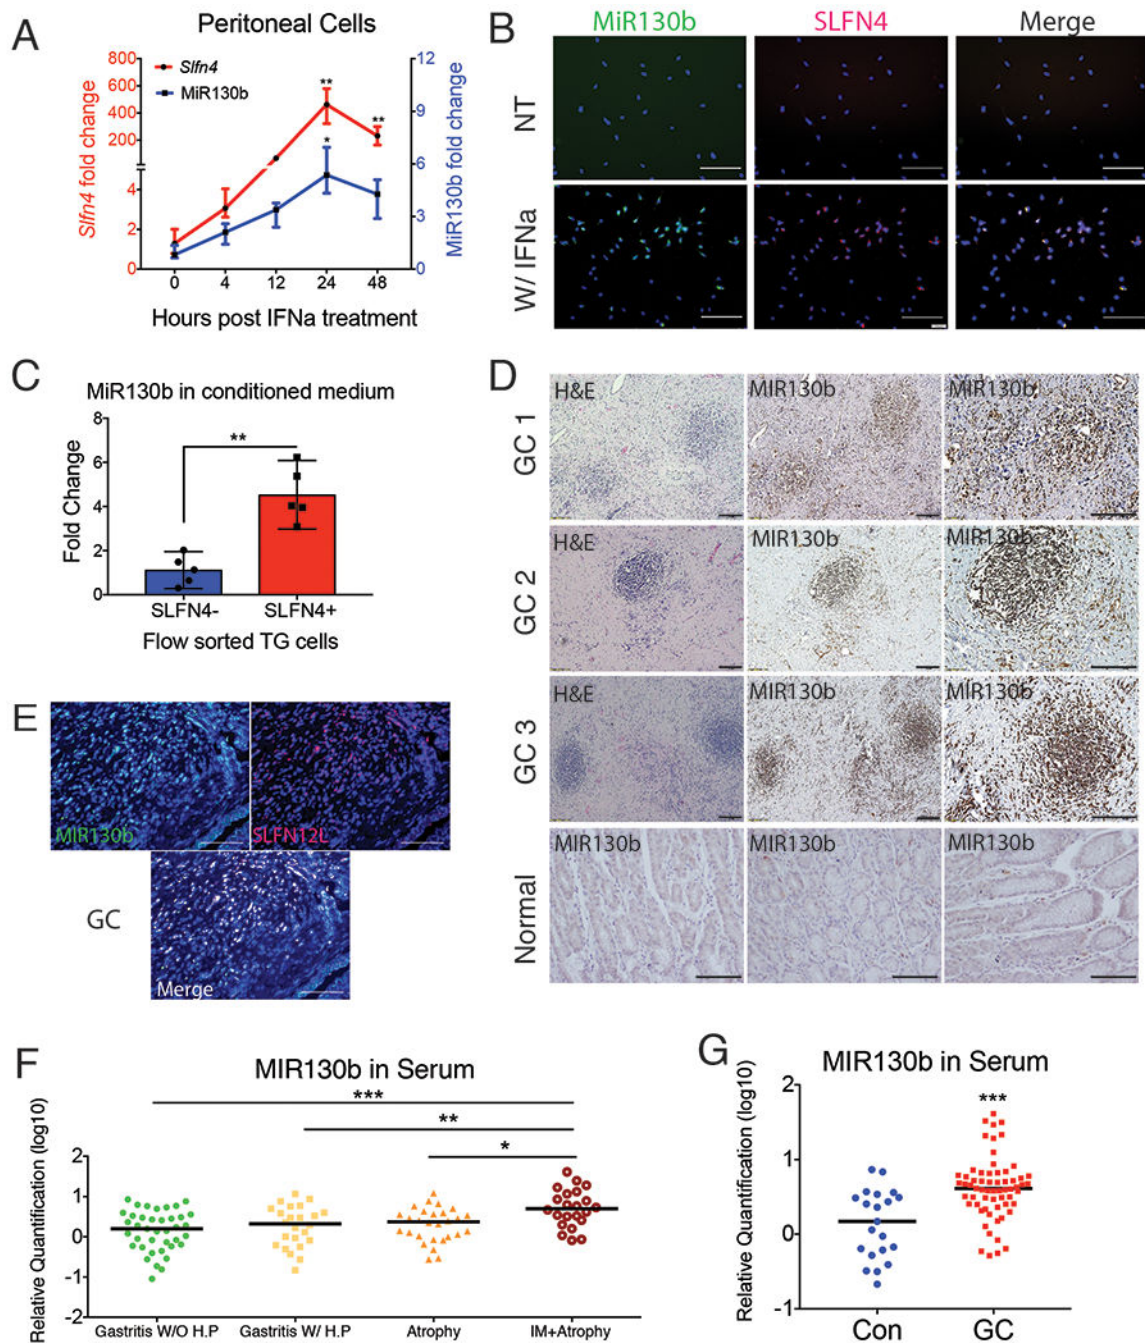 A
Peritoneal Cells
Slfn4
MiR130b
Slfn4 fold change
800
600
400
200
4
2
0
**
*
**
12
9
6
3
0
MiR130b fold change
0 4 12 24 48
Hours post IFNa treatment
B
MiR130b SLFN4 Merge
NT
W/ IFNa
C
MiR130b in conditioned medium
Fold Change
8
6
4
2
0
**
SLFN4- SLFN4+
Flow sorted TG cells
D
GC 1
H&E MIR130b MIR130b
GC 2
H&E MIR130b MIR130b
GC 3
H&E MIR130b MIR130b
Normal
MIR130b MIR130b MIR130b
E
MIR130b SLFN12L
GC
Merge
F
MIR130b in Serum
Relative Quantification (log10)
2
1
0
-1
-2
***
**
*
Gastritis W/O H.P Gastritis W/ H.P Atrophy IM+Atrophy
G
MIR130b in Serum
Relative Quantification (log10)
2
1
0
-1
***
Con GC